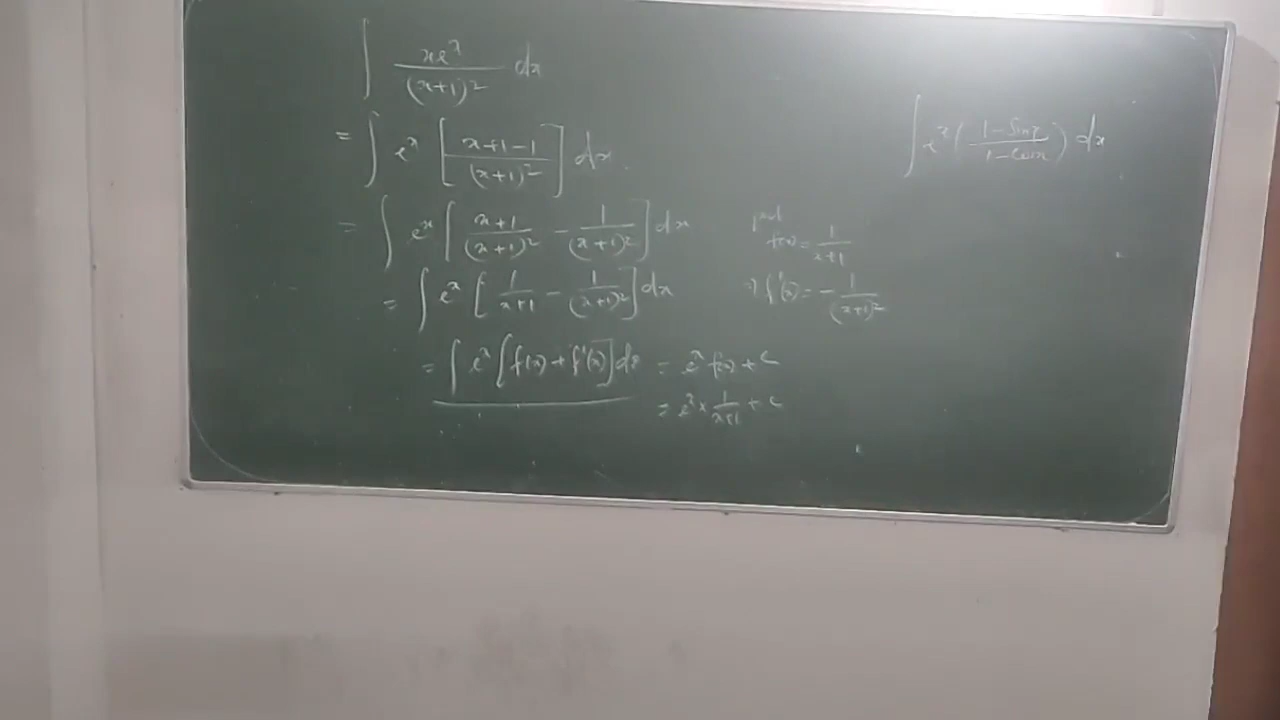 ∫ xe^x / (x+1)^2 dx
= ∫ e^x [ (x+1-1) / (x+1)^2 ] dx.
= ∫ e^x [ (x+1) / (x+1)^2 - 1 / (x+1)^2 ] dx
= ∫ e^x [ 1 / (x+1) - 1 / (x+1)^2 ] dx
= ∫ e^x [ f(x) + f'(x) ] dx = e^x f(x) + c
= e^x × 1 / (x+1) + c
f(x) = 1 / (x+1)
f'(x) = - 1 / (x+1)^2
∫ e^x ( (1 - sin x) / (1 - cos x) ) dx